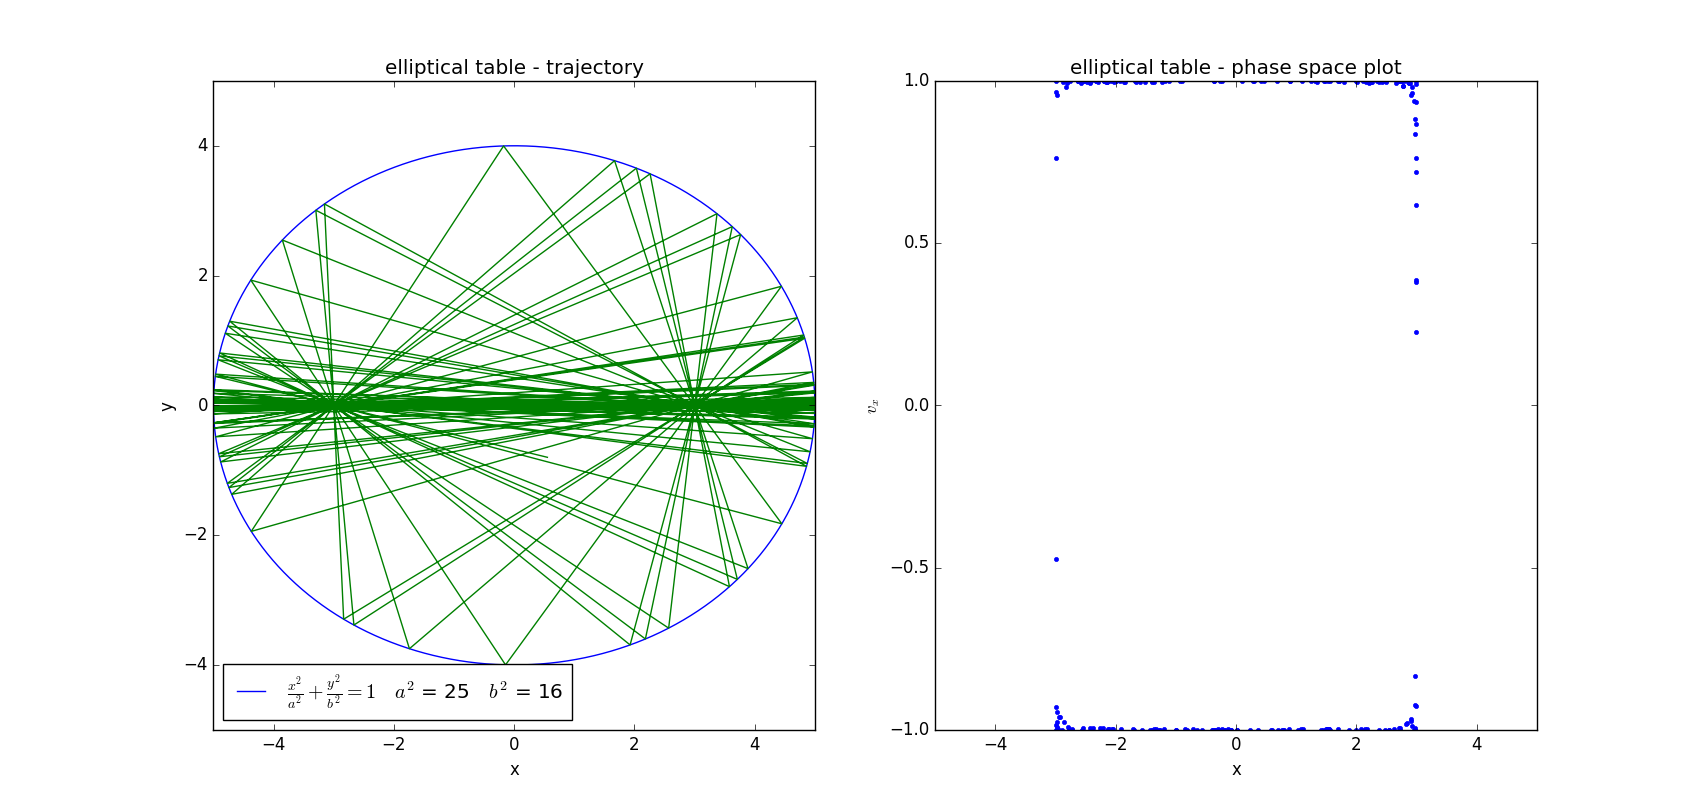 elliptical table - trajectory
4
2
0
−2
−4
y
−4 −2 0 2 4
x
x²/a² + y²/b² = 1 a² = 25 b² = 16
elliptical table - phase space plot
1.0
0.5
0.0
−0.5
−1.0
vₓ
−4 −2 0 2 4
x